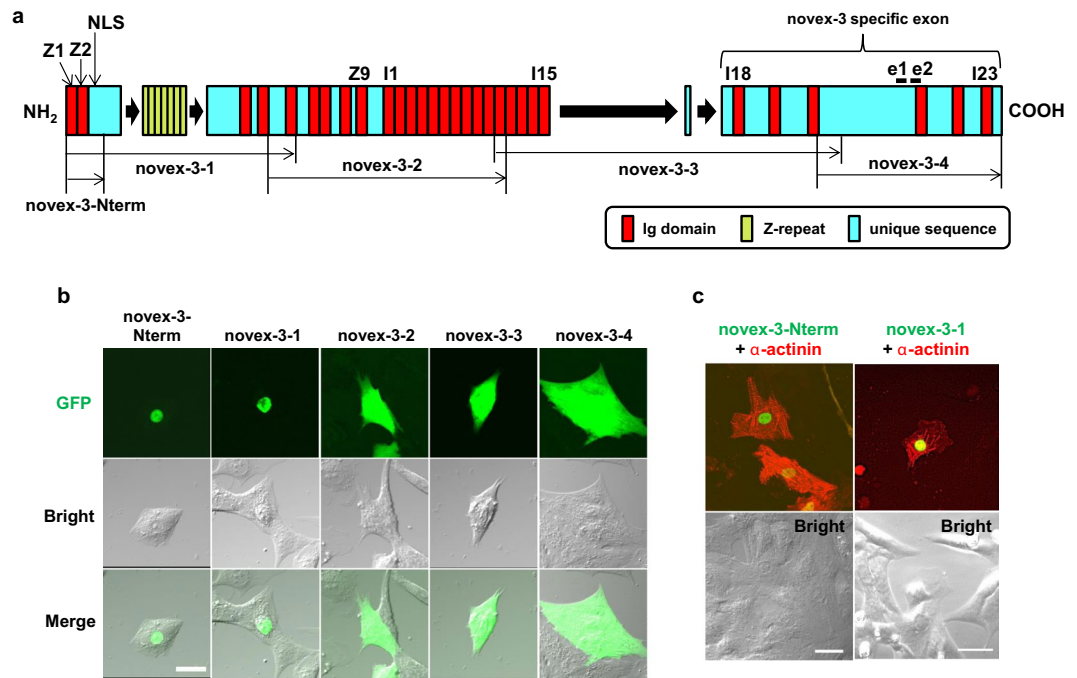 a
NLS
Z1 Z2
NH2
Z9 I1 I15
novex-3 specific exon
I18 e1 e2 I23
COOH
novex-3-1
novex-3-2
novex-3-3
novex-3-4
novex-3-Nterm
Ig domain Z-repeat unique sequence
b
novex-3-
Nterm
novex-3-1
novex-3-2
novex-3-3
novex-3-4
GFP
Bright
Merge
c
novex-3-Nterm
+ α-actinin
novex-3-1
+ α-actinin
Bright
Bright